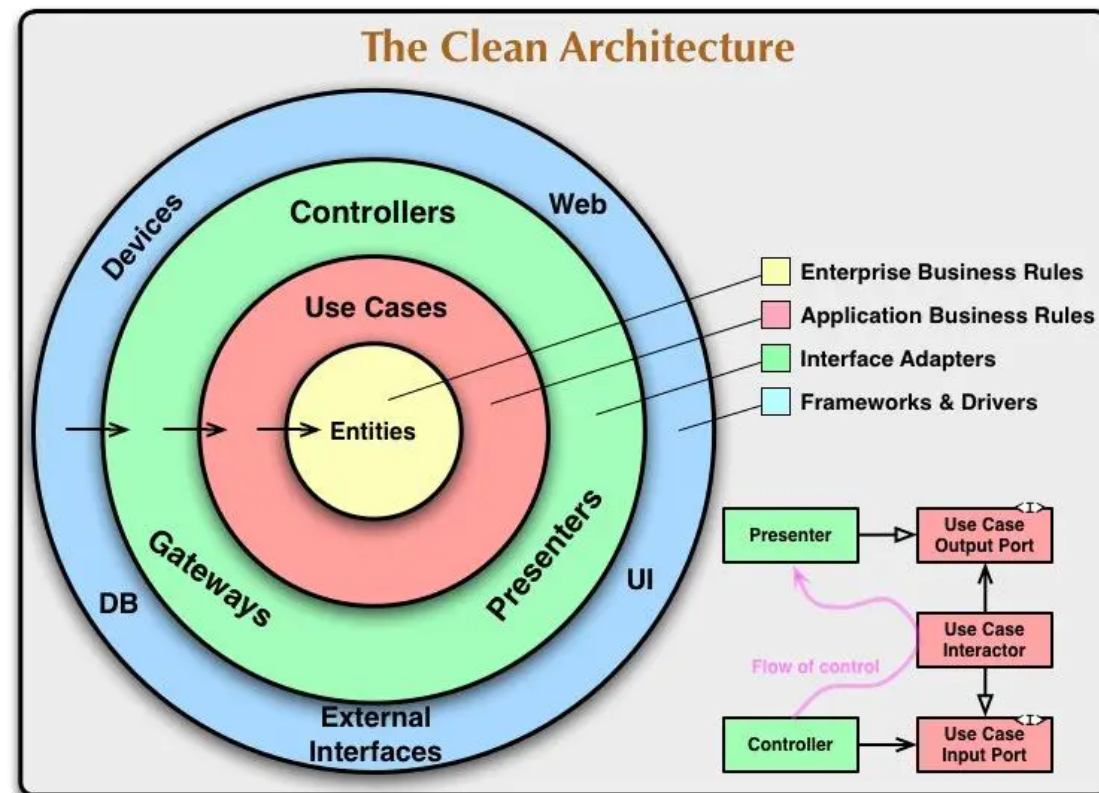 The Clean Architecture
Devices
Controllers
Web
Use Cases
Entities
Gateways
Presenters
DB
UI
External
Interfaces
Enterprise Business Rules
Application Business Rules
Interface Adapters
Frameworks & Drivers
Presenter
<I>
Use Case
Output Port
Flow of control
Use Case
Interactor
Controller
<I>
Use Case
Input Port